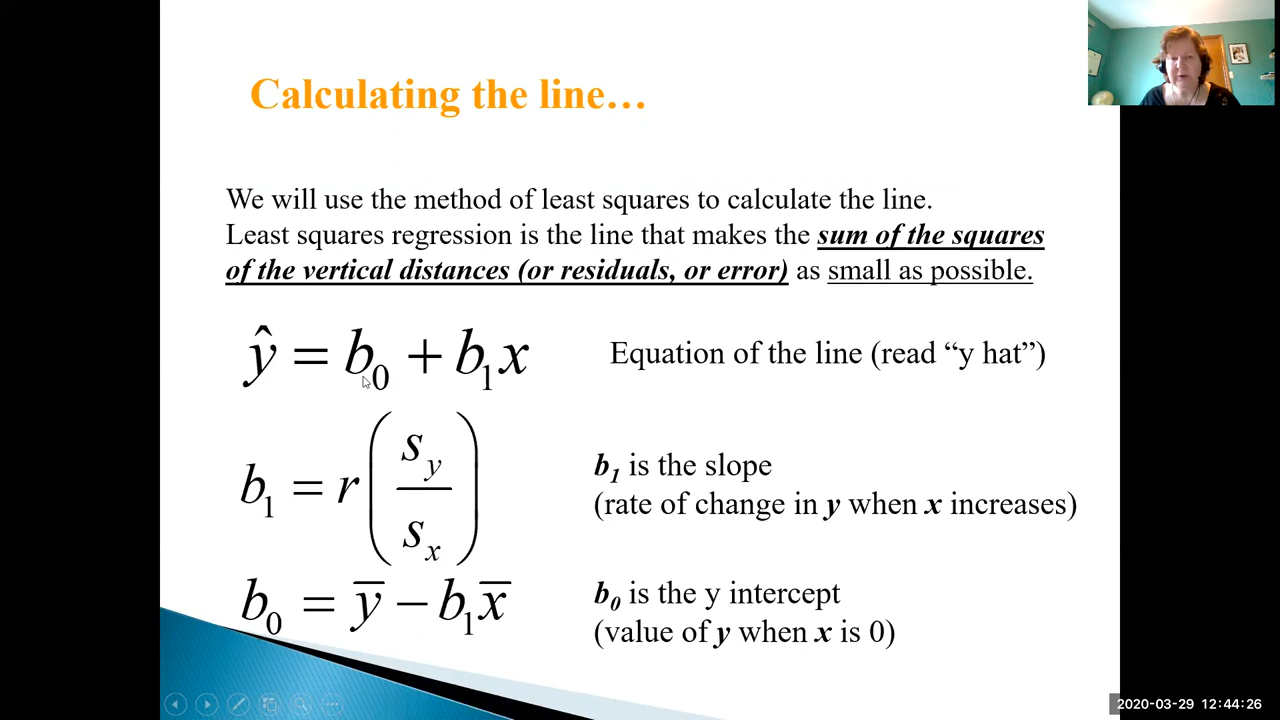 Calculating the line…
We will use the method of least squares to calculate the line.
Least squares regression is the line that makes the sum of the squares
of the vertical distances (or residuals, or error) as small as possible.
ŷ = b₀ + b₁x
Equation of the line (read “y hat”)
b₁ = r(s_y/s_x)
b₁ is the slope
(rate of change in y when x increases)
b₀ = y̅ − b₁x̅
b₀ is the y intercept
(value of y when x is 0)
2020-03-29 12:44:26